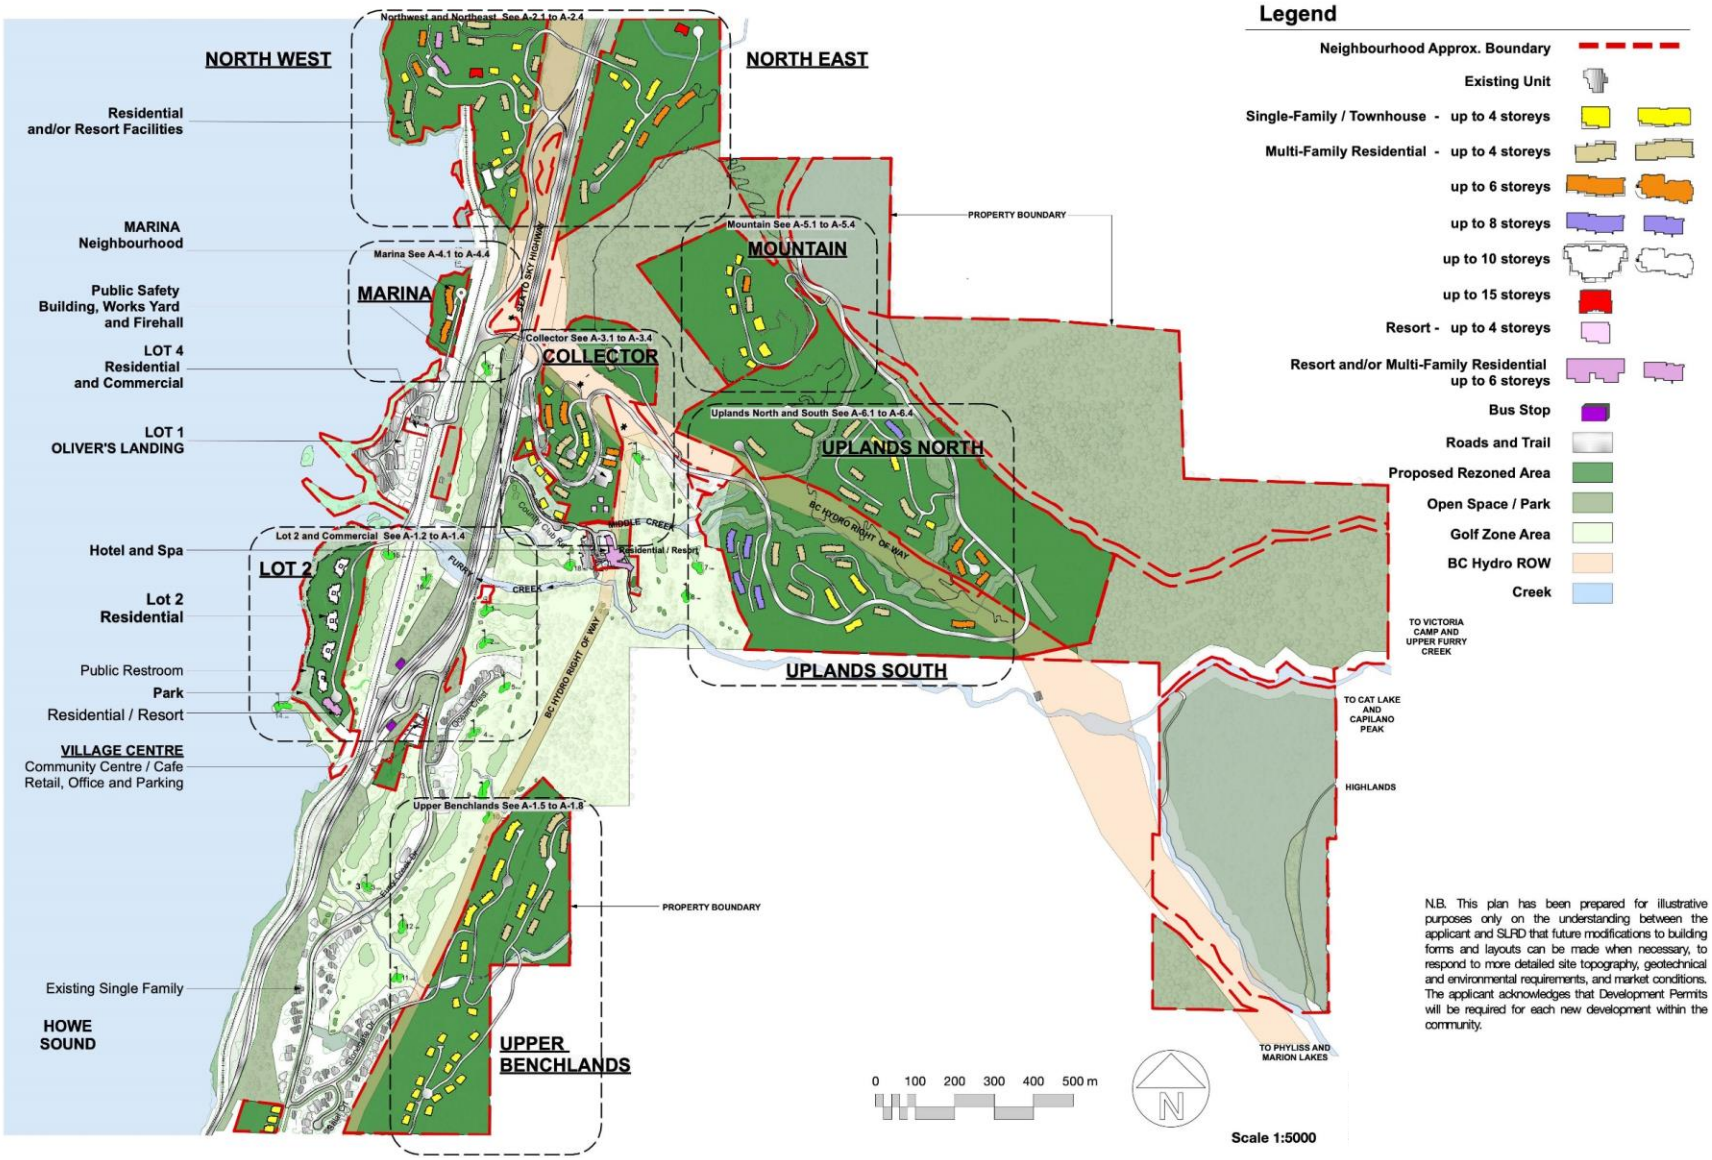 Northwest and Northeast See A-2.1 to A-2.4
NORTH WEST
NORTH EAST
Residential
and/or Resort Facilities
MARINA
Neighbourhood
Marina See A-4.1 to A-4.4
MARINA
SEA TO SKY HIGHWAY
Public Safety
Building, Works Yard
and Firehall
LOT 4
Residential
and Commercial
LOT 1
OLIVER'S LANDING
Collector See A-3.1 to A-3.4
COLLECTOR
Mountain See A-5.1 to A-5.4
MOUNTAIN
PROPERTY BOUNDARY
Uplands North and South See A-6.1 to A-6.4
UPLANDS NORTH
BC HYDRO RIGHT OF WAY
UPLANDS SOUTH
MIDDLE CREEK
Residential / Resort
FURRY
CREEK
BC HYDRO RIGHT OF WAY
Hotel and Spa
Lot 2 and Commercial See A-1.2 to A-1.4
LOT 2
Lot 2
Residential
Public Restroom
Park
Residential / Resort
VILLAGE CENTRE
Community Centre / Cafe
Retail, Office and Parking
Upper Benchlands See A-1.5 to A-1.8
PROPERTY BOUNDARY
Furry Creek Dr
Existing Single Family
HOWE
SOUND
UPPER
BENCHLANDS
TO VICTORIA
CAMP AND
UPPER FURRY
CREEK
TO CAT LAKE
AND
CAPILANO
PEAK
HIGHLANDS
TO PHYLISS AND
MARION LAKES
0 100 200 300 400 500 m
N
Scale 1:5000
Legend
Neighbourhood Approx. Boundary
Existing Unit
Single-Family / Townhouse - up to 4 storeys
Multi-Family Residential - up to 4 storeys
up to 6 storeys
up to 8 storeys
up to 10 storeys
up to 15 storeys
Resort - up to 4 storeys
Resort and/or Multi-Family Residential
up to 6 storeys
Bus Stop
Roads and Trail
Proposed Rezoned Area
Open Space / Park
Golf Zone Area
BC Hydro ROW
Creek
N.B. This plan has been prepared for illustrative
purposes only on the understanding between the
applicant and SLRD that future modifications to building
forms and layouts can be made when necessary, to
respond to more detailed site topography, geotechnical
and environmental requirements, and market conditions.
The applicant acknowledges that Development Permits
will be required for each new development within the
community.